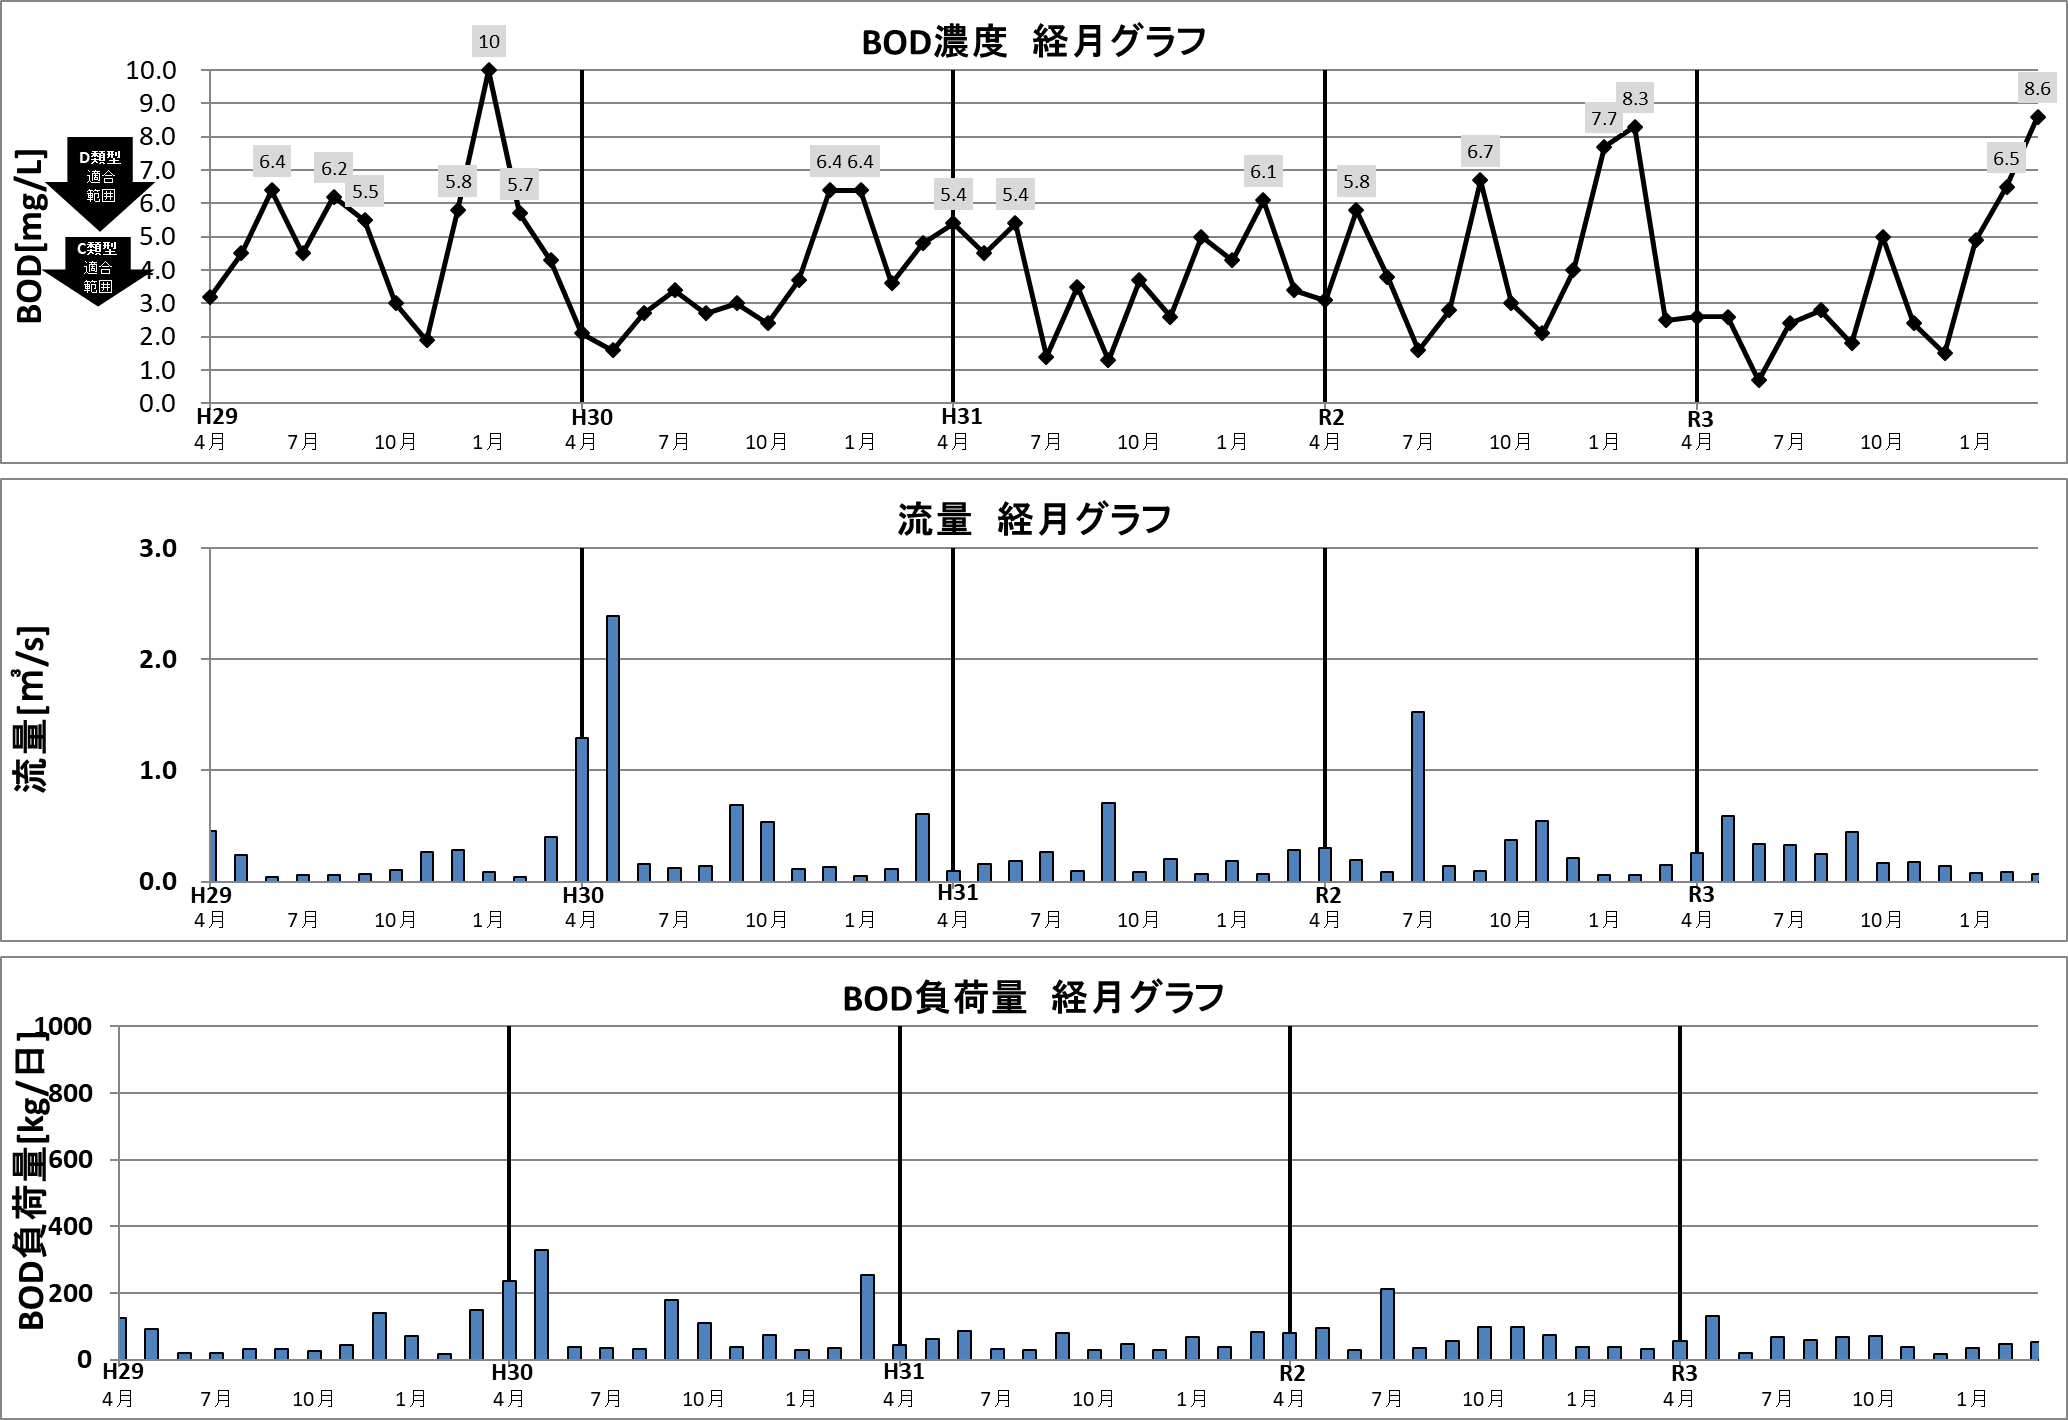 BOD濃度　経月グラフ
BOD[mg/L]
10.0
9.0
8.0
7.0
6.0
5.0
4.0
3.0
2.0
1.0
0.0
D類型
適合
範囲
C類型
適合
範囲
6.4
6.2
5.5
5.8
10
5.7
6.4
6.4
5.4
5.4
6.1
5.8
6.7
7.7
8.3
6.5
8.6
H29 H30 H31 R2 R3
4月 7月 10月 1月 4月 7月 10月 1月 4月 7月 10月 1月 4月 7月 10月 1月 4月 7月 10月 1月
流量　経月グラフ
流量[㎥/s]
3.0
2.0
1.0
0.0
H29 H30 H31 R2 R3
4月 7月 10月 1月 4月 7月 10月 1月 4月 7月 10月 1月 4月 7月 10月 1月 4月 7月 10月 1月
BOD負荷量　経月グラフ
BOD負荷量[kg/日]
1000
800
600
400
200
0
H29 H30 H31 R2 R3
4月 7月 10月 1月 4月 7月 10月 1月 4月 7月 10月 1月 4月 7月 10月 1月 4月 7月 10月 1月